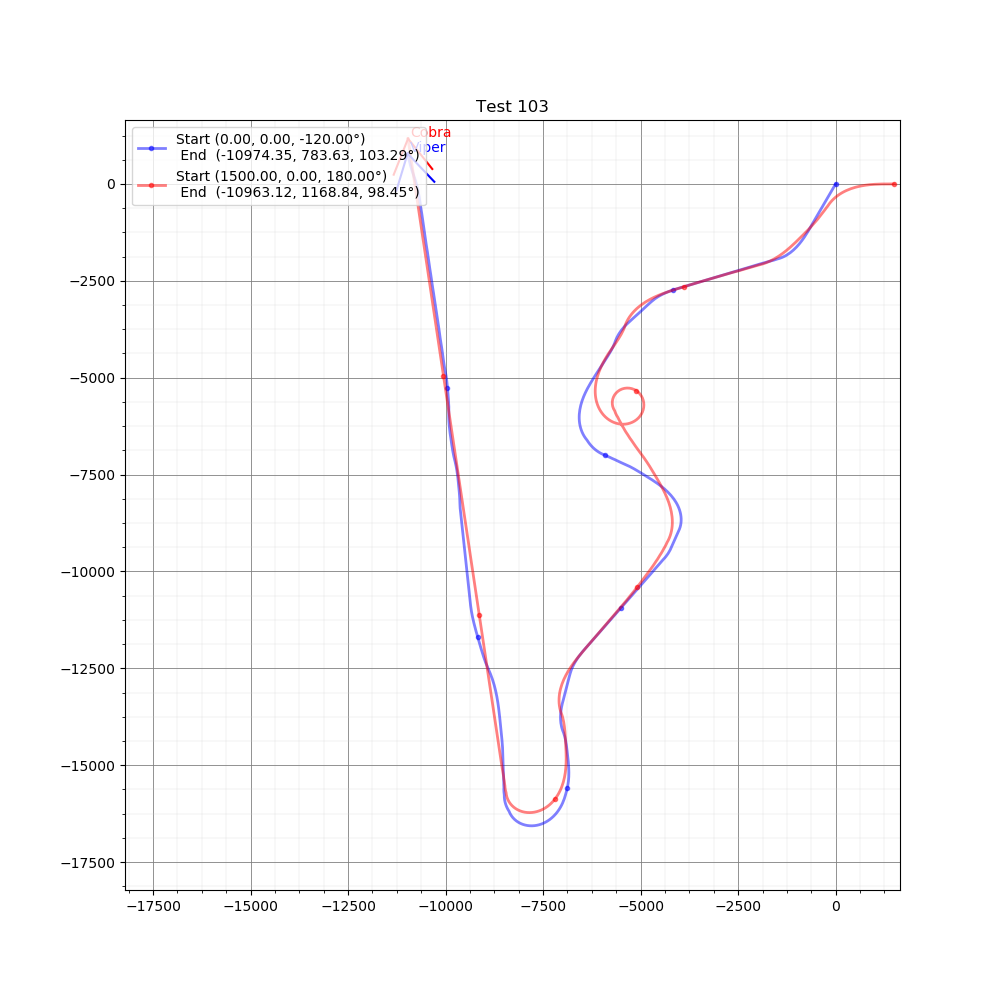 Test 103
Start (0.00, 0.00, -120.00°)
End (-10974.35, 783.63, 103.29°)
Start (1500.00, 0.00, 180.00°)
End (-10963.12, 1168.84, 98.45°)
Cobra
0
−2500
−5000
−7500
−10000
−12500
−15000
−17500
−17500 −15000 −12500 −10000 −7500 −5000 −2500 0